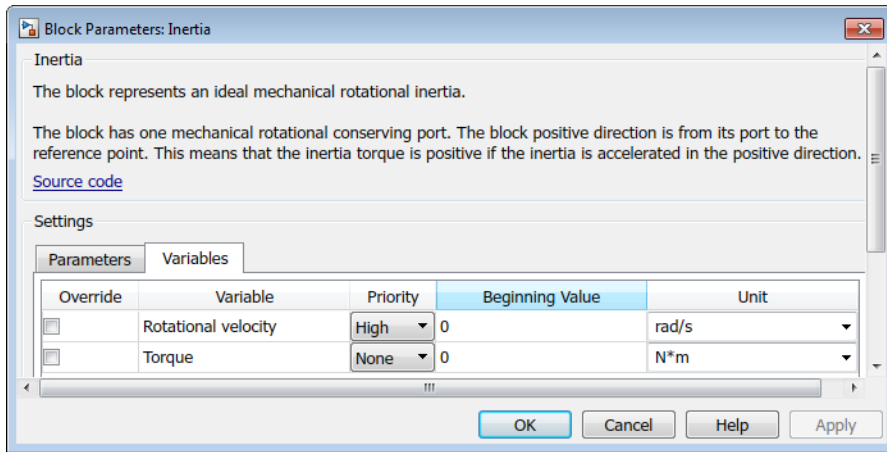 Block Parameters: Inertia
Inertia
The block represents an ideal mechanical rotational inertia.
The block has one mechanical rotational conserving port. The block positive direction is from its port to the
reference point. This means that the inertia torque is positive if the inertia is accelerated in the positive direction.
Source code
Settings
Parameters Variables
Override Variable Priority Beginning Value Unit
Rotational velocity High 0 rad/s
Torque None 0 N*m
OK Cancel Help Apply